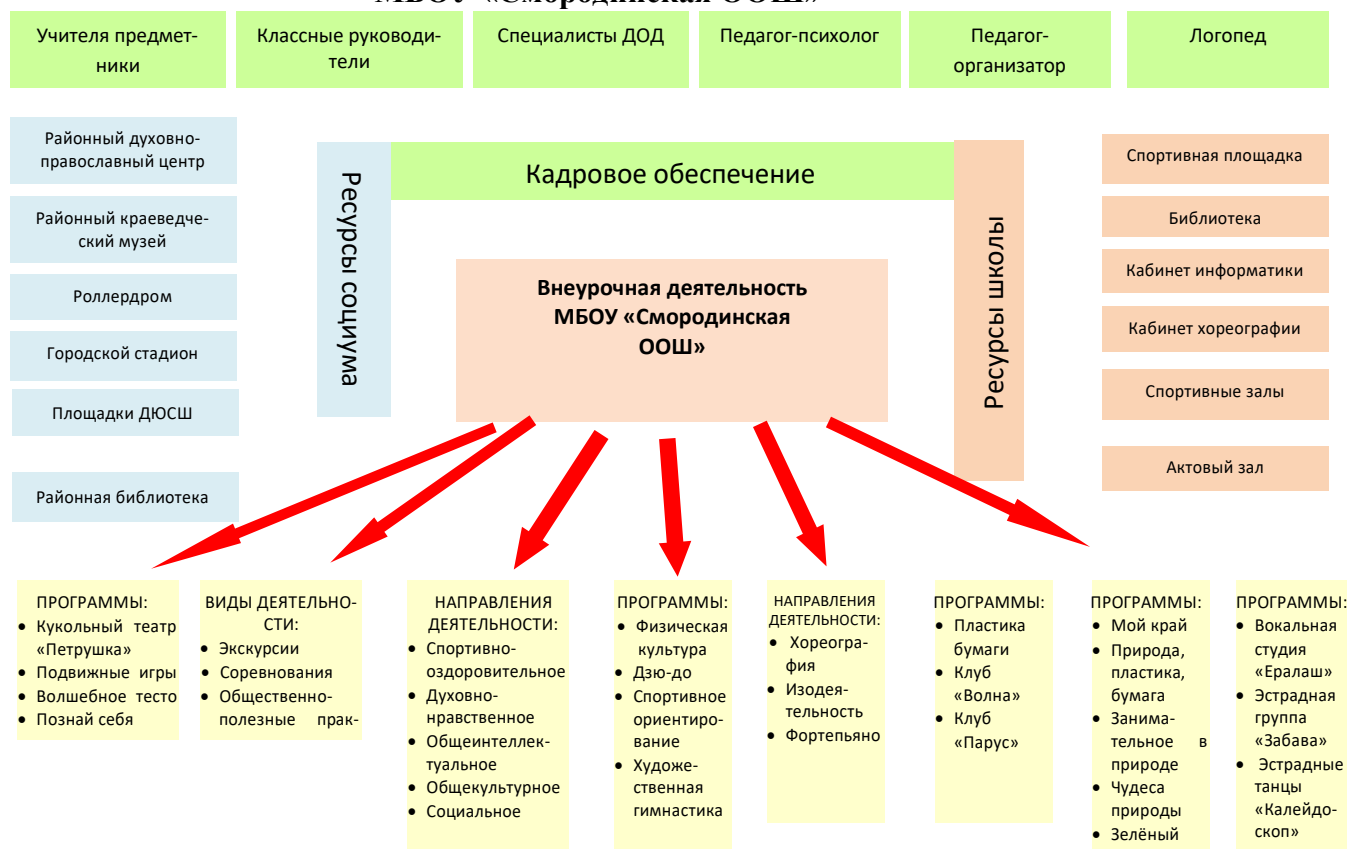 МБОУ «Смородинская ООШ»
Учителя предмет-
ники
Классные руководи-
тели
Специалисты ДОД
Педагог-психолог
Педагог-
организатор
Логопед
Районный духовно-
православный центр
Районный краеведче-
ский музей
Роллердром
Городской стадион
Площадки ДЮСШ
Районная библиотека
Ресурсы социума
Кадровое обеспечение
Ресурсы школы
Внеурочная деятельность
МБОУ «Смородинская
ООШ»
Спортивная площадка
Библиотека
Кабинет информатики
Кабинет хореографии
Спортивные залы
Актовый зал
ПРОГРАММЫ:
• Кукольный театр
«Петрушка»
• Подвижные игры
• Волшебное тесто
• Познай себя
ВИДЫ ДЕЯТЕЛЬНО-
СТИ:
• Экскурсии
• Соревнования
• Общественно-
полезные прак-
НАПРАВЛЕНИЯ
ДЕЯТЕЛЬНОСТИ:
• Спортивно-
оздоровительное
• Духовно-
нравственное
• Общеинтеллек-
туальное
• Общекультурное
• Социальное
ПРОГРАММЫ:
• Физическая
культура
• Дзю-до
• Спортивное
ориентиро-
вание
• Художе-
ственная
гимнастика
НАПРАВЛЕНИЯ
ДЕЯТЕЛЬНОСТИ:
• Хореогра-
фия
• Изодея-
тельность
• Фортепьяно
ПРОГРАММЫ:
• Пластика
бумаги
• Клуб
«Волна»
• Клуб
«Парус»
ПРОГРАММЫ:
• Мой край
• Природа,
пластика,
бумага
• Занима-
тельное в
природе
• Чудеса
природы
• Зелёный
ПРОГРАММЫ:
• Вокальная
студия
«Ералаш»
• Эстрадная
группа
«Забава»
• Эстрадные
танцы
«Калейдо-
скоп»